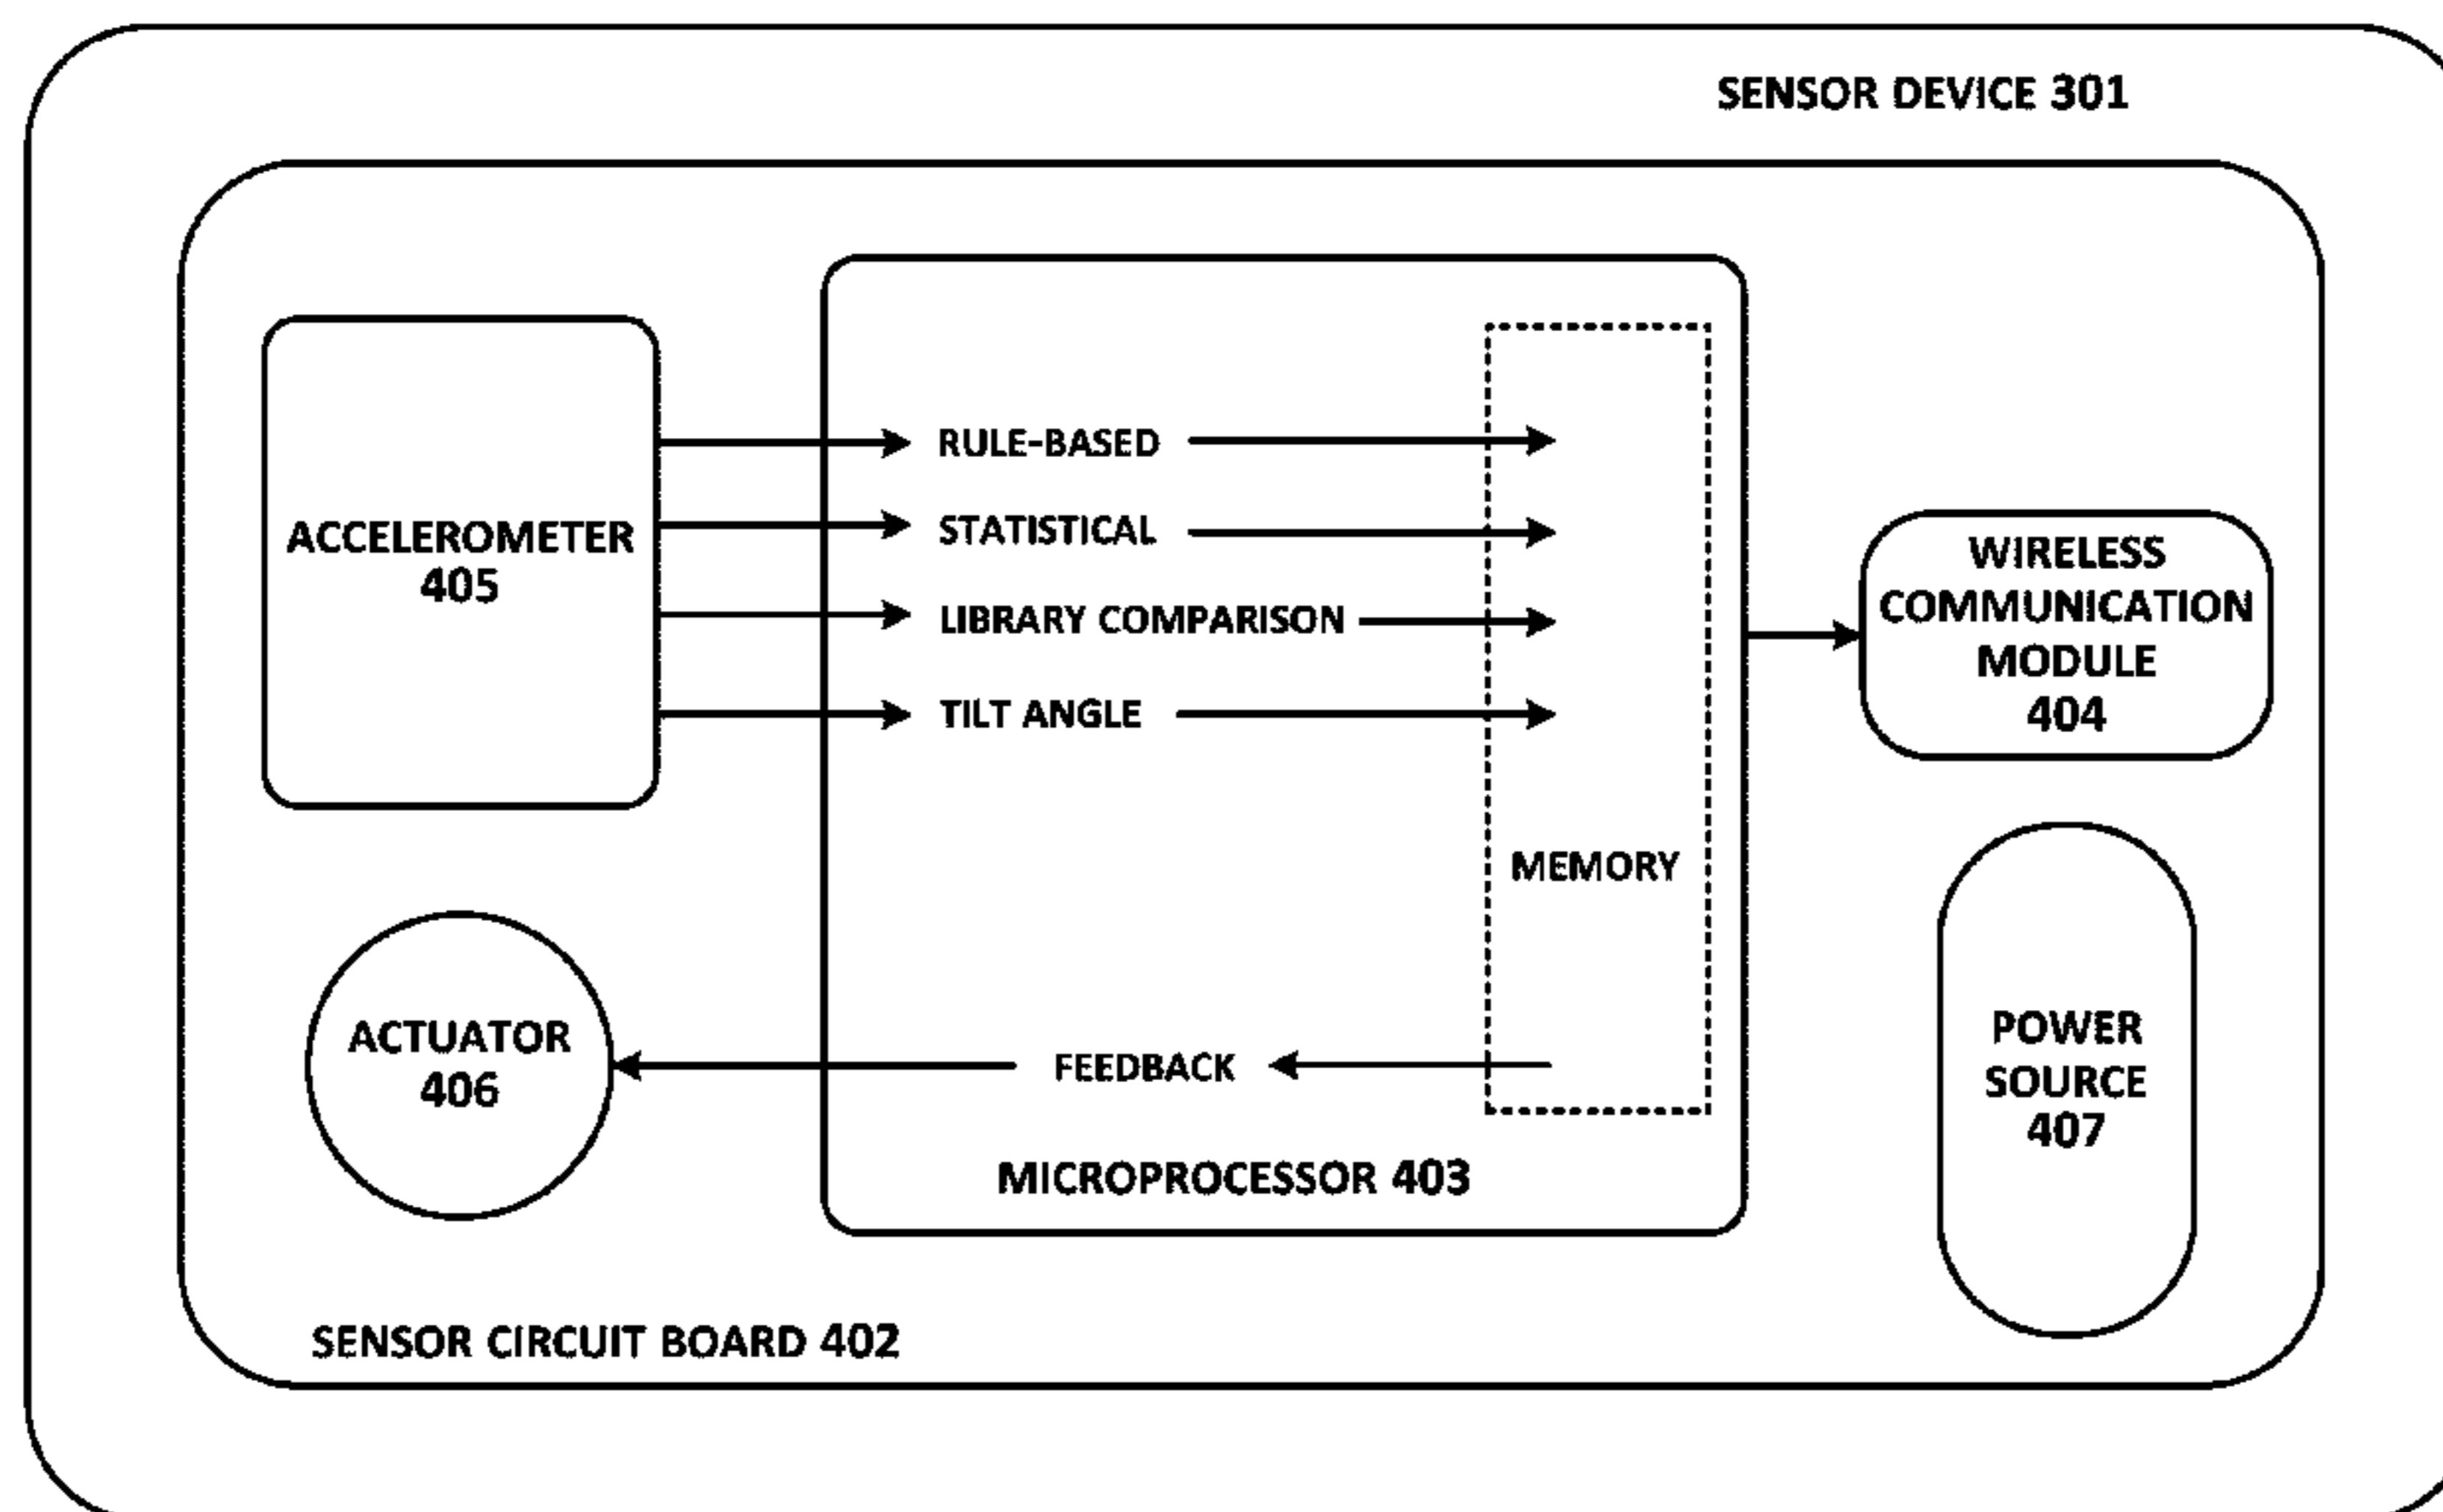 SENSOR DEVICE 301
ACCELEROMETER
405
RULE-BASED
STATISTICAL
LIBRARY COMPARISON
TILT ANGLE
MEMORY
WIRELESS
COMMUNICATION
MODULE
404
ACTUATOR
406
FEEDBACK
POWER
SOURCE
407
MICROPROCESSOR 403
SENSOR CIRCUIT BOARD 402